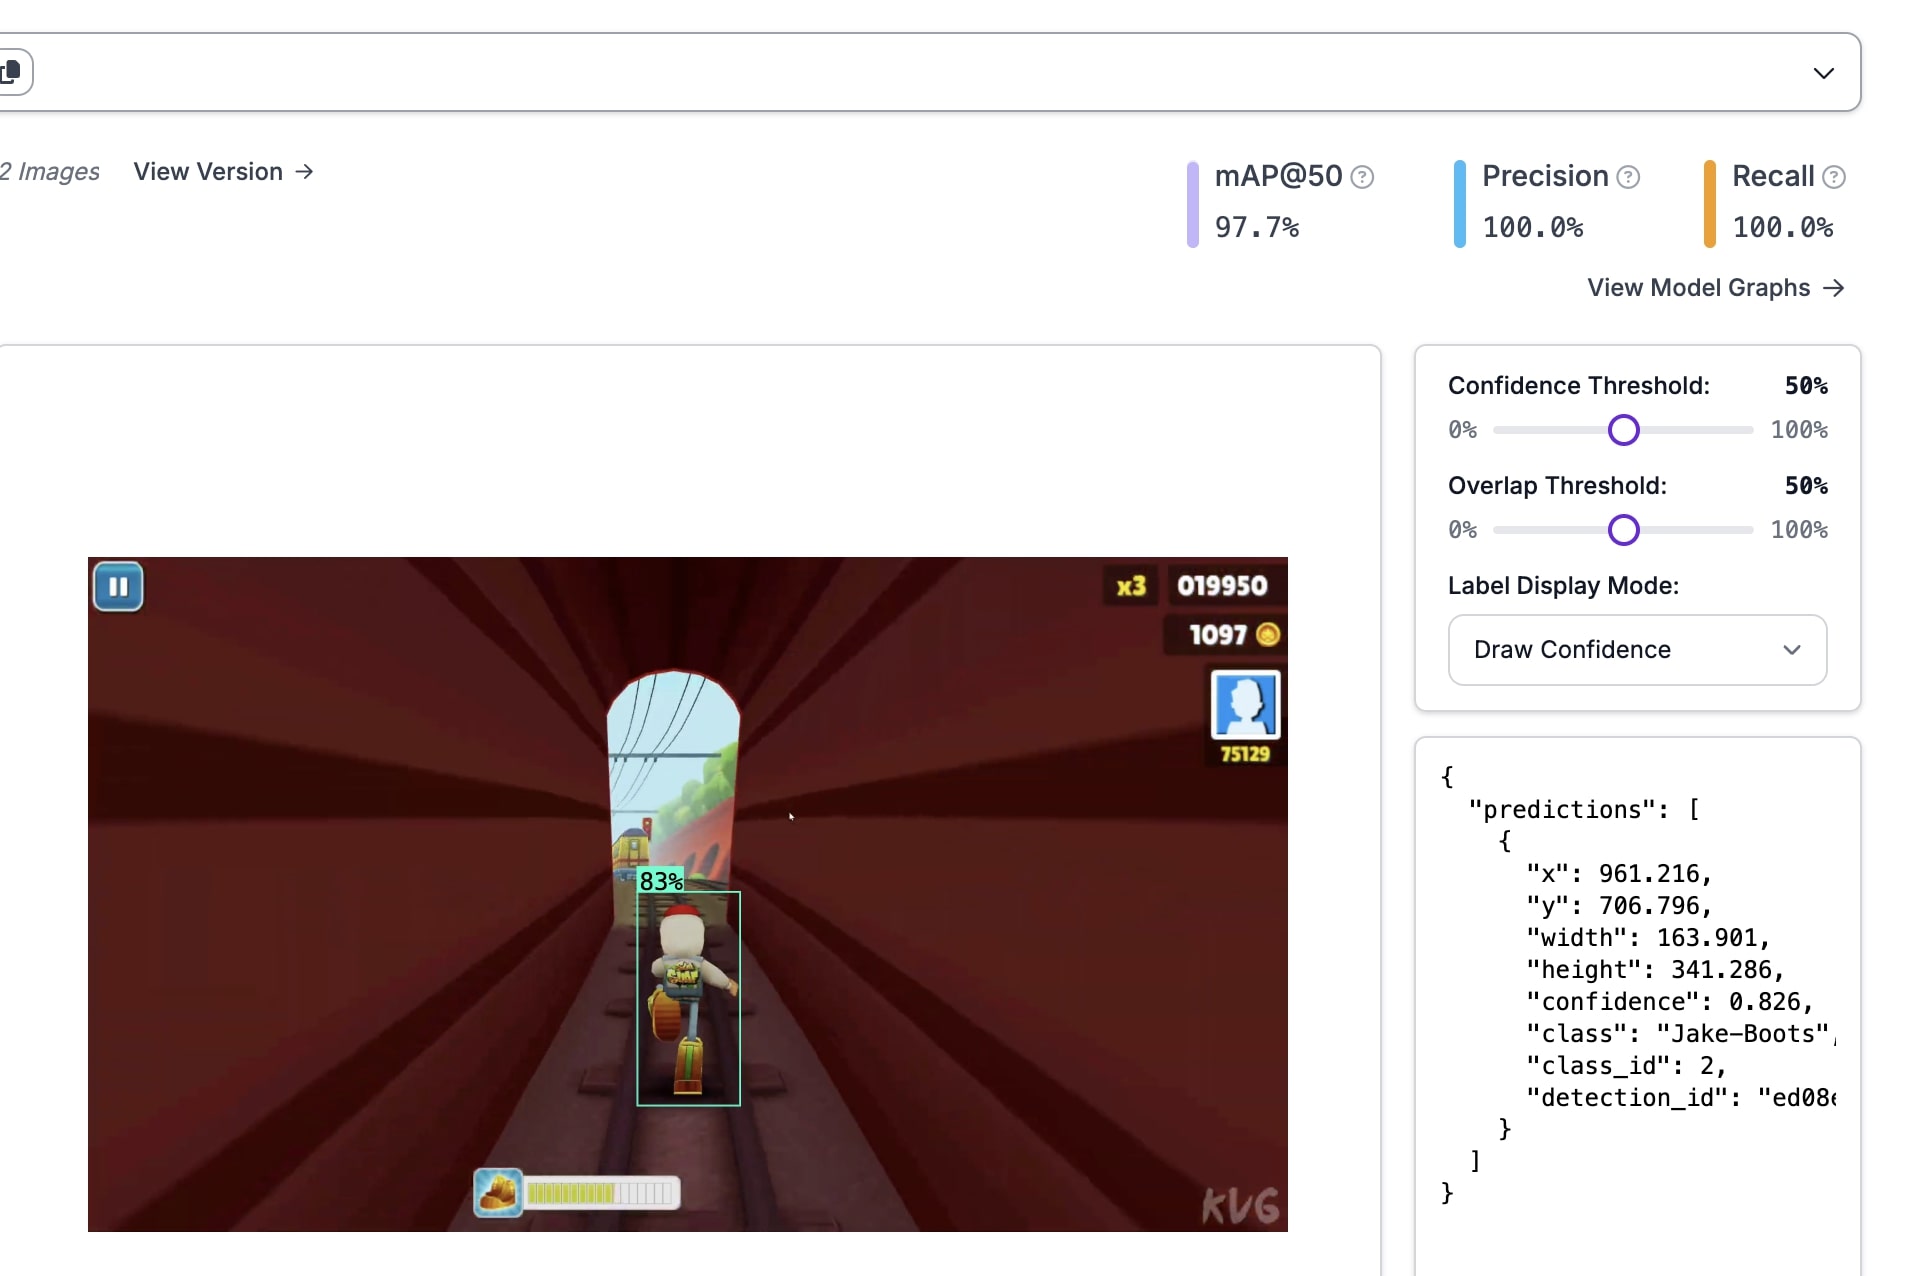 2 Images View Version →
mAP@50 ?
97.7%
Precision ?
100.0%
Recall ?
100.0%
View Model Graphs →
Confidence Threshold: 50%
0% 100%
Overlap Threshold: 50%
0% 100%
Label Display Mode:
Draw Confidence
x3 019950
1097
75129
83%
KVG
{
"predictions": [
{
"x": 961.216,
"y": 706.796,
"width": 163.901,
"height": 341.286,
"confidence": 0.826,
"class": "Jake-Boots",
"class_id": 2,
"detection_id": "ed08
}
]
}